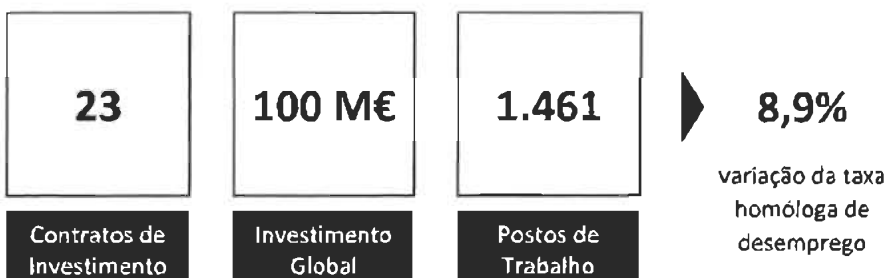 23
Contratos de
Investimento
100 M€
Investimento
Global
1.461
Postos de
Trabalho
8,9%
variação da taxa
homóloga de
desemprego